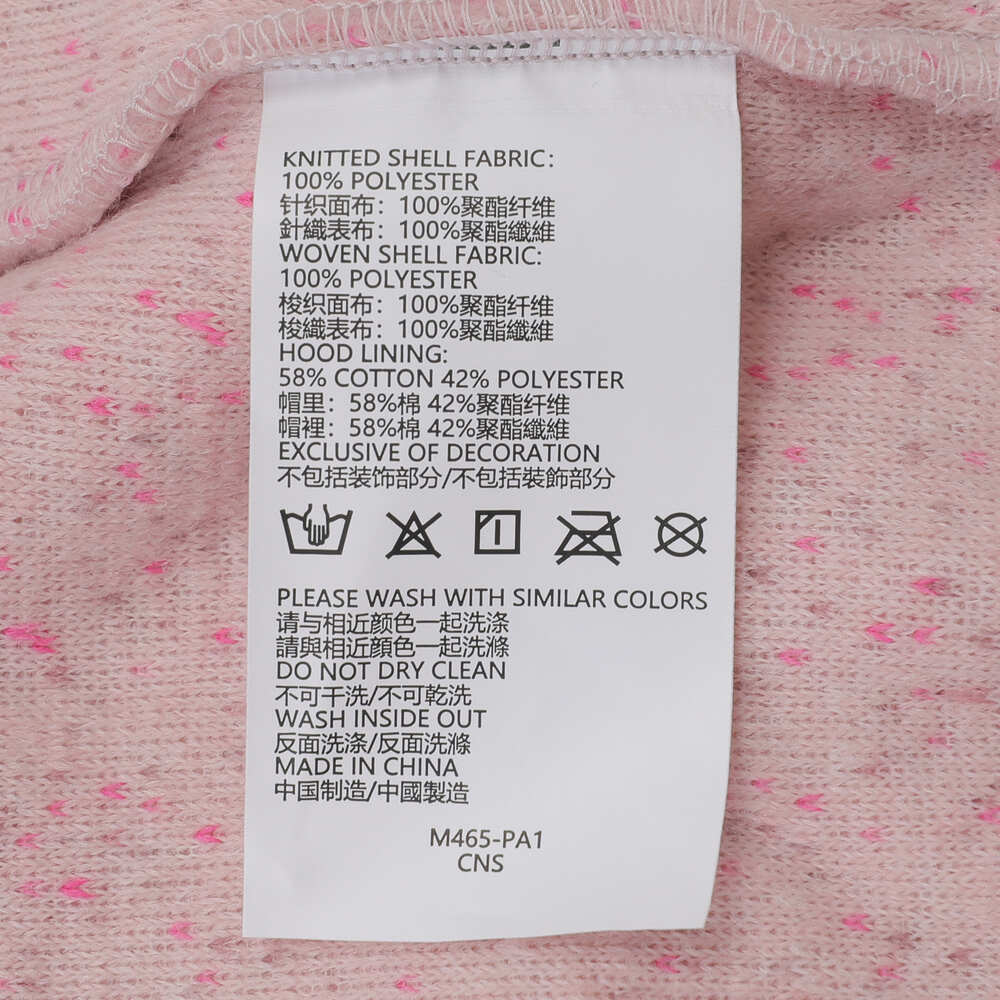 KNITTED SHELL FABRIC:
100% POLYESTER
针织面布：100%聚酯纤维
針織表布：100%聚酯纖維
WOVEN SHELL FABRIC:
100% POLYESTER
梭织面布：100%聚酯纤维
梭織表布：100%聚酯纖維
HOOD LINING:
58% COTTON 42% POLYESTER
帽里：58%棉 42%聚酯纤维
帽裡：58%棉 42%聚酯纖維
EXCLUSIVE OF DECORATION
不包括装饰部分/不包括裝飾部分
PLEASE WASH WITH SIMILAR COLORS
请与相近颜色一起洗涤
請與相近顏色一起洗滌
DO NOT DRY CLEAN
不可干洗/不可乾洗
WASH INSIDE OUT
反面洗涤/反面洗滌
MADE IN CHINA
中国制造/中國製造
M465-PA1
CNS